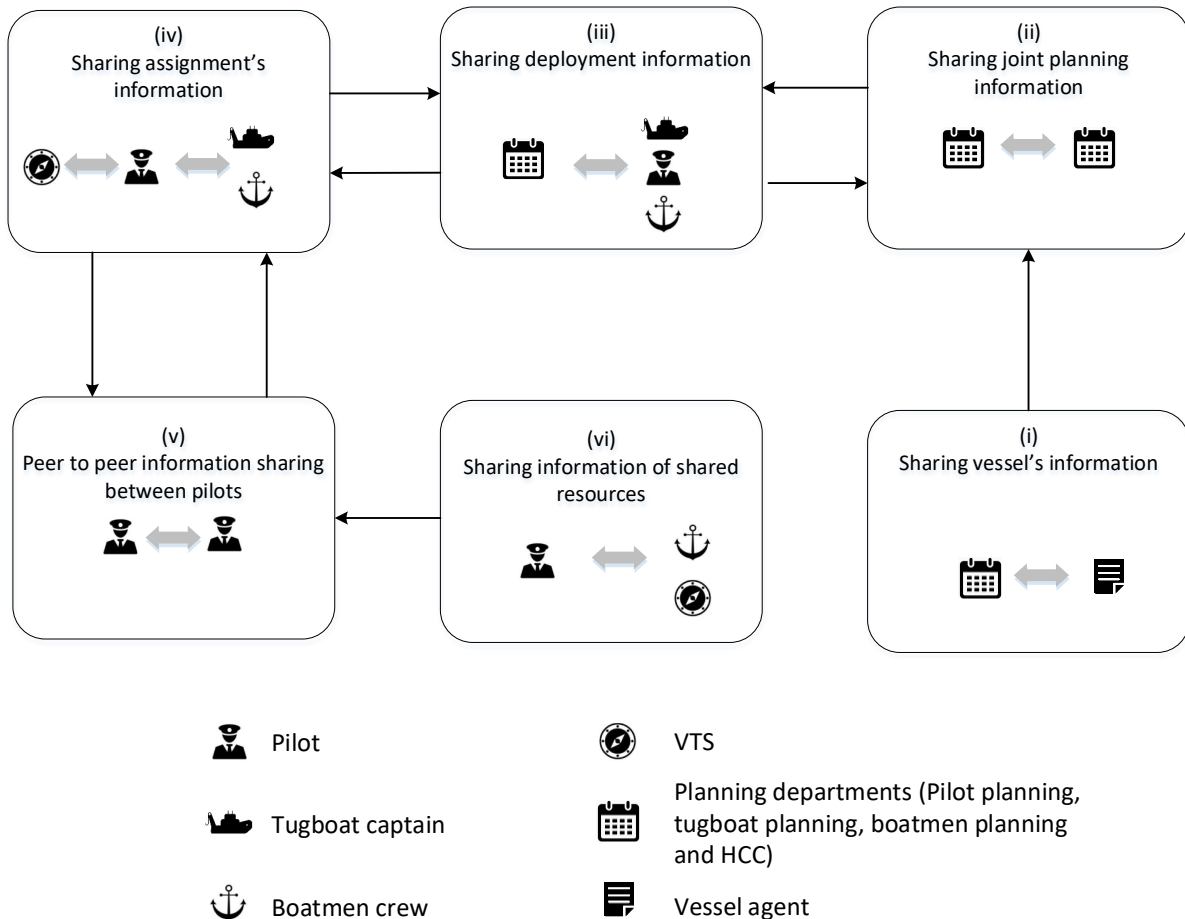 (iv)
Sharing assignment's
information
(iii)
Sharing deployment information
(ii)
Sharing joint planning
information
(v)
Peer to peer information sharing
between pilots
(vi)
Sharing information of shared
resources
(i)
Sharing vessel's information
Pilot
VTS
Tugboat captain
Planning departments (Pilot planning,
tugboat planning, boatmen planning
and HCC)
Boatmen crew
Vessel agent